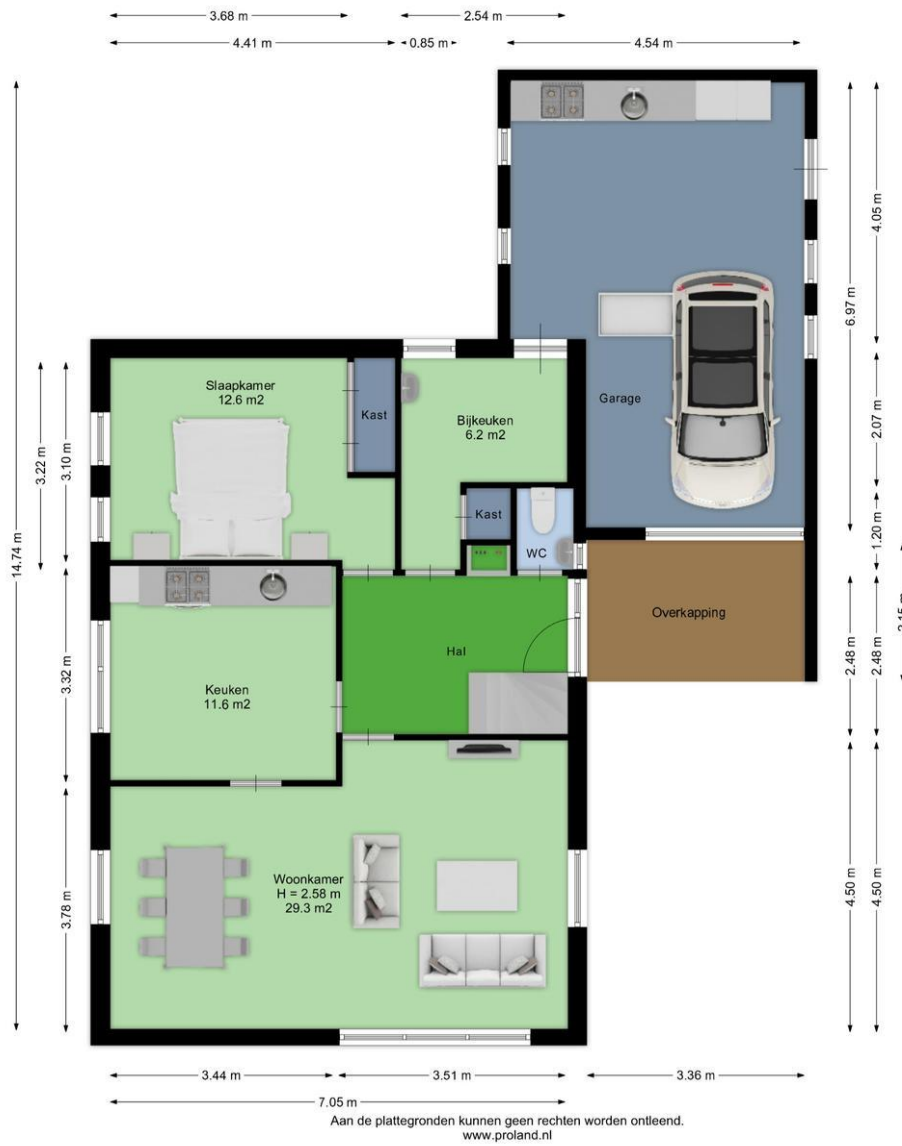 3.68 m
2.54 m
4.41 m
0.85 m
4.54 m
14.74 m
3.22 m
3.10 m
3.32 m
3.78 m
6.97 m
4.05 m
2.07 m
1.20 m
2.48 m
2.48 m
4.50 m
4.50 m
Slaapkamer
12.6 m2
Kast
Bijkeuken
6.2 m2
Garage
Kast
WC
Overkapping
Hal
Keuken
11.6 m2
Woonkamer
H = 2.58 m
29.3 m2
3.44 m
3.51 m
3.36 m
7.05 m
Aan de plattegronden kunnen geen rechten worden ontleend.
www.proland.nl